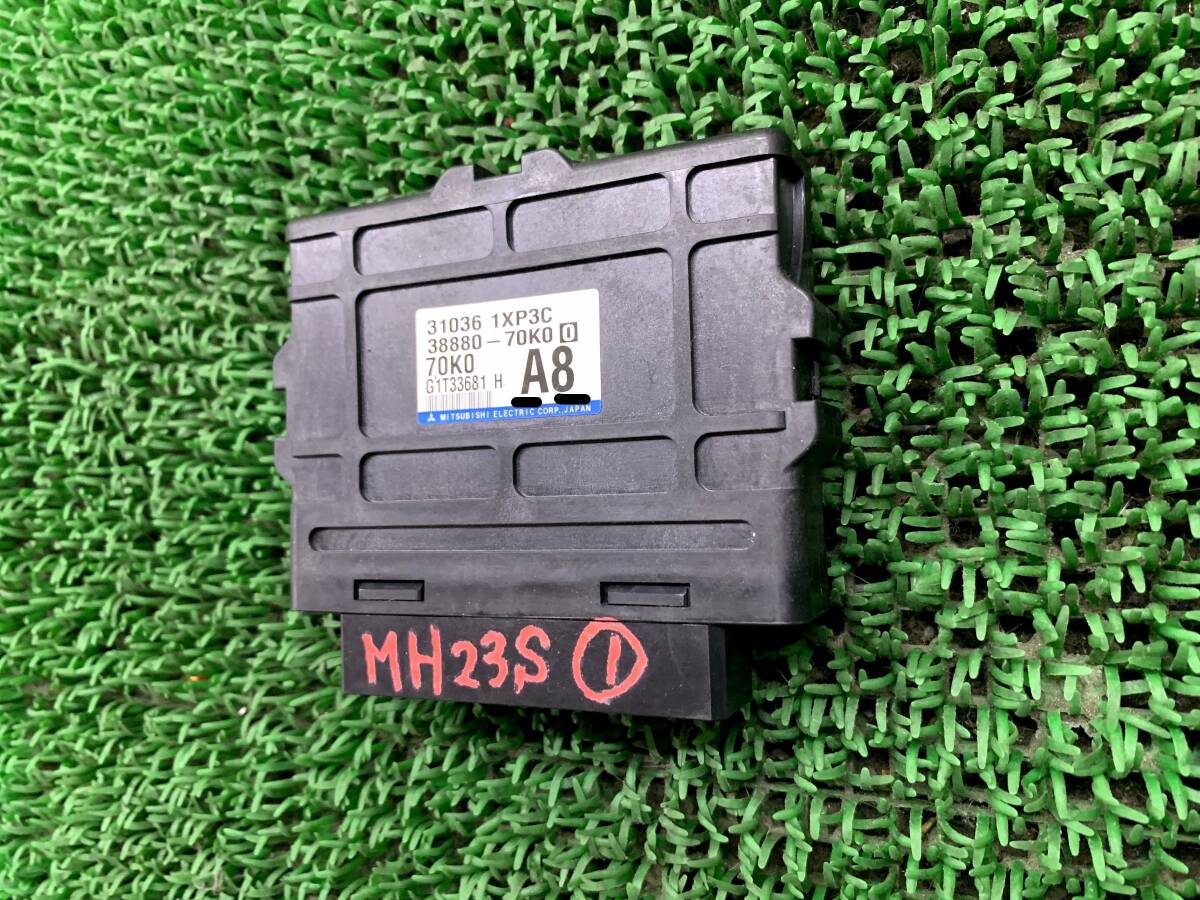 31036 1XP3C
38880-70K0 0
70K0
A8
G1T33681 H
MITSUBISHI ELECTRIC CORP., JAPAN
MH23S ①